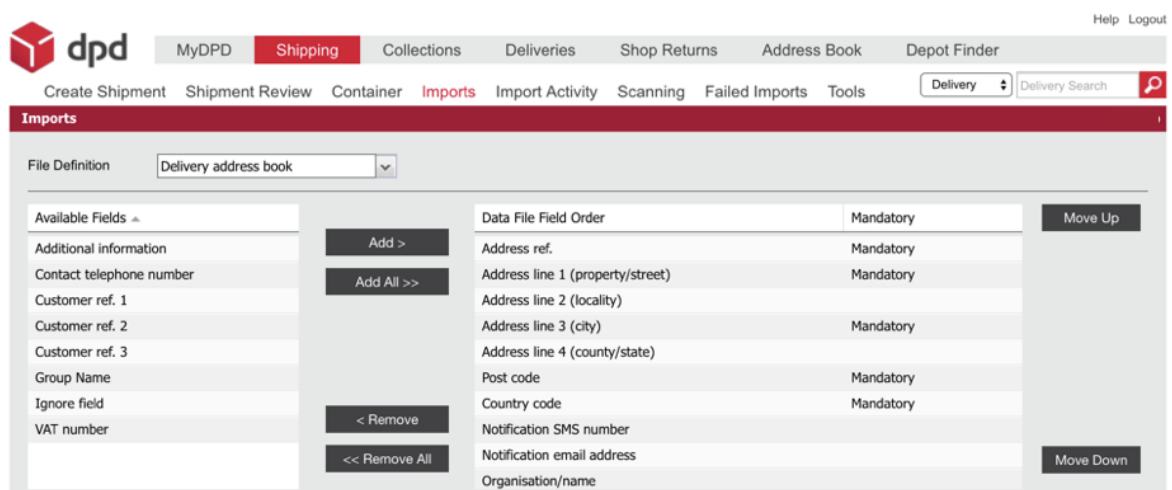 Help Logout
dpd
MyDPD Shipping Collections Deliveries Shop Returns Address Book Depot Finder
Create Shipment Shipment Review Container Imports Import Activity Scanning Failed Imports Tools Delivery Delivery Search
Imports
File Definition Delivery address book
Available Fields Data File Field Order Mandatory Move Up
Add >
Additional information Address ref. Mandatory
Contact telephone number Address line 1 (property/street) Mandatory
Add All >>
Customer ref. 1 Address line 2 (locality)
Customer ref. 2 Address line 3 (city) Mandatory
Customer ref. 3 Address line 4 (county/state)
Group Name Post code Mandatory
Ignore field Country code Mandatory
< Remove
VAT number Notification SMS number
<< Remove All Notification email address Move Down
Organisation/name